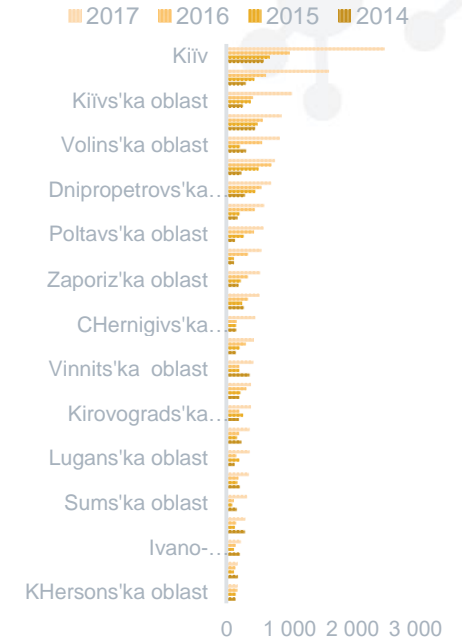 2017 2016 2015 2014
Kiïv
Kiïvs'ka oblast
Volins'ka oblast
Dnipropetrovs'ka…
Poltavs'ka oblast
Zaporiz'ka oblast
CHernigivs'ka…
Vinnits'ka oblast
Kirovograds'ka…
Lugans'ka oblast
Sums'ka oblast
Ivano-…
KHersons'ka oblast
0 1 000 2 000 3 000